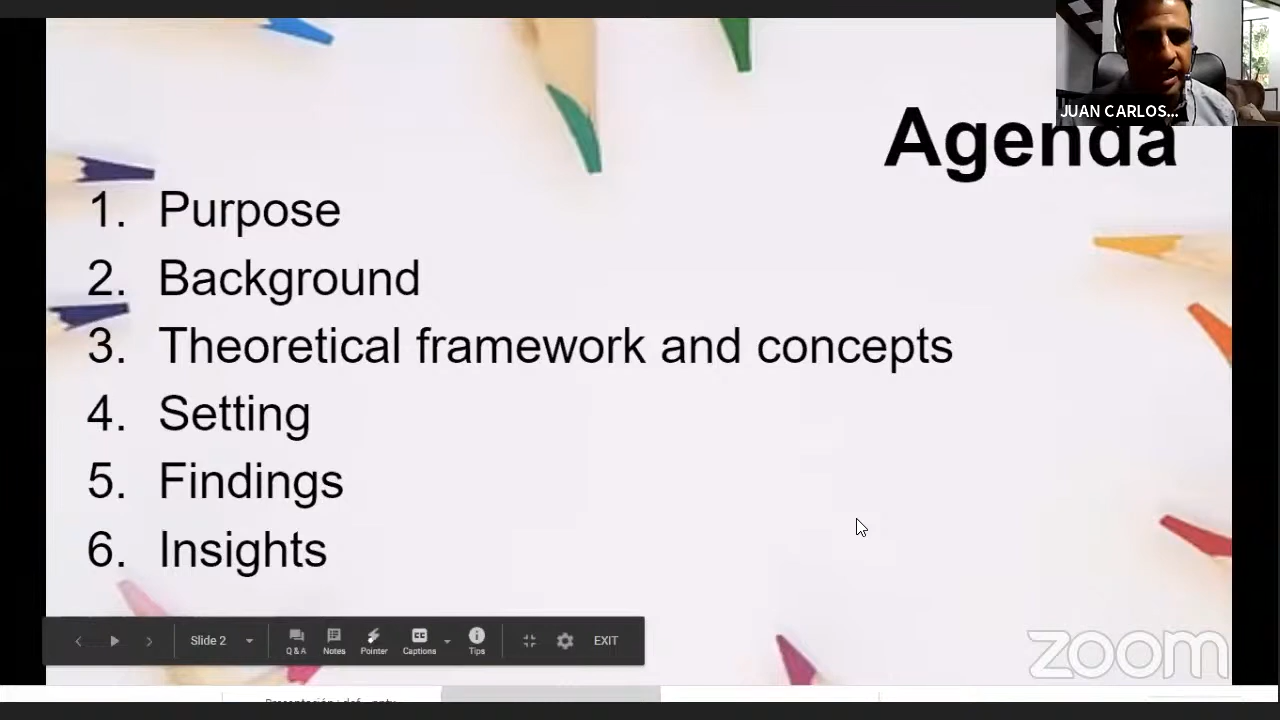 JUAN CARLOS...
Agenda
1. Purpose
2. Background
3. Theoretical framework and concepts
4. Setting
5. Findings
6. Insights
Slide 2
Q & A
Notes
Pointer
CC
Captions
Tips
EXIT
zoom